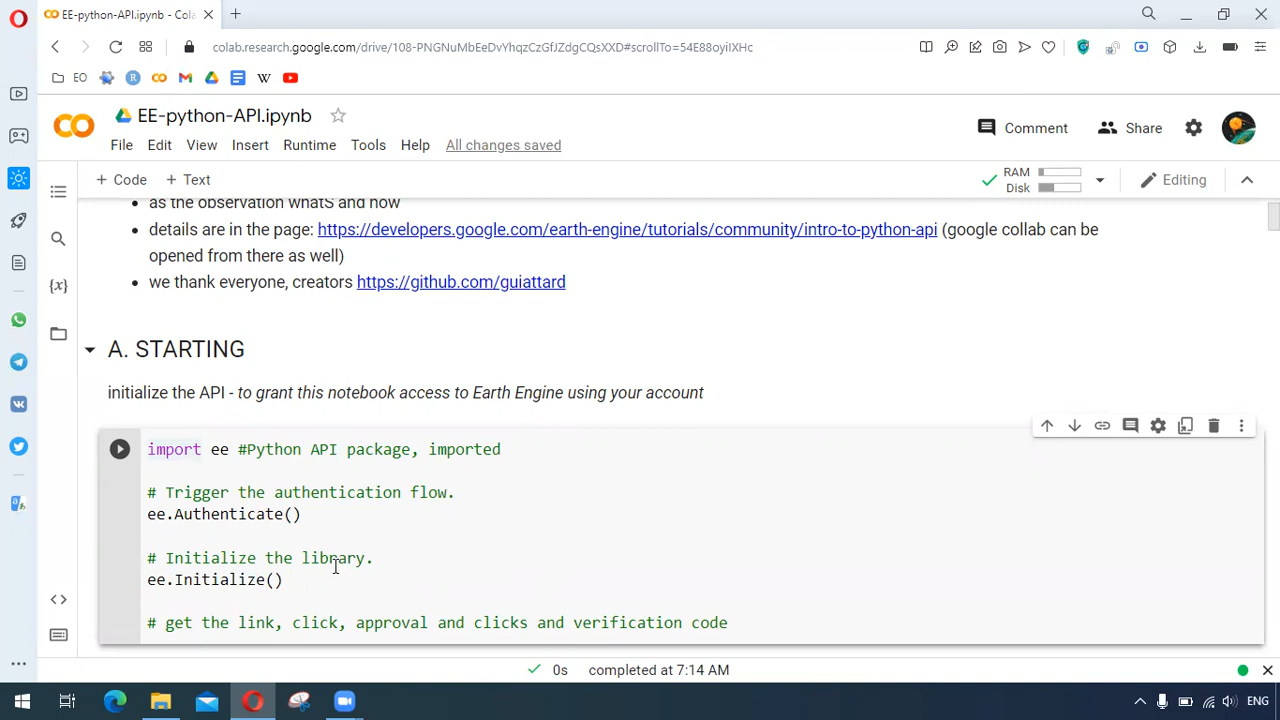 EE-python-API.ipynb - Cola
colab.research.google.com/drive/108-PNGNuMbEeDvYhqzCzGfJZdgCQsXXD#scrollTo=54E88oyiIXHc
EO
EE-python-API.ipynb
Comment
Share
File Edit View Insert Runtime Tools Help All changes saved
+ Code + Text
RAM
Disk
Editing
as the observation whatS and how
details are in the page: https://developers.google.com/earth-engine/tutorials/community/intro-to-python-api (google collab can be
opened from there as well)
we thank everyone, creators https://github.com/guiattard
A. STARTING
initialize the API - to grant this notebook access to Earth Engine using your account
import ee #Python API package, imported
# Trigger the authentication flow.
ee.Authenticate()
# Initialize the library.
ee.Initialize()
# get the link, click, approval and clicks and verification code
0s completed at 7:14 AM
ENG